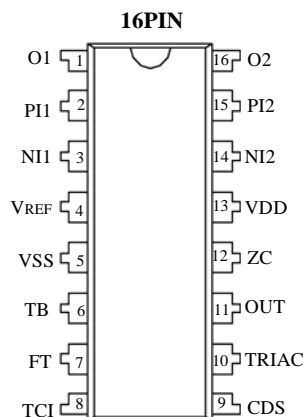 16PIN
O1 1 16 O2
PI1 2 15 PI2
NI1 3 14 NI2
VREF 4 13 VDD
VSS 5 12 ZC
TB 6 11 OUT
FT 7 10 TRIAC
TCI 8 9 CDS